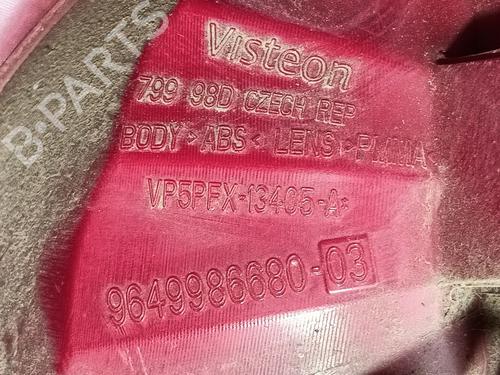 Visteon
799 98D CZECH REP
BODY >ABS< LENS >PMMA<
VP5PFX-13405-A*
9649986680-03
B-PARTS